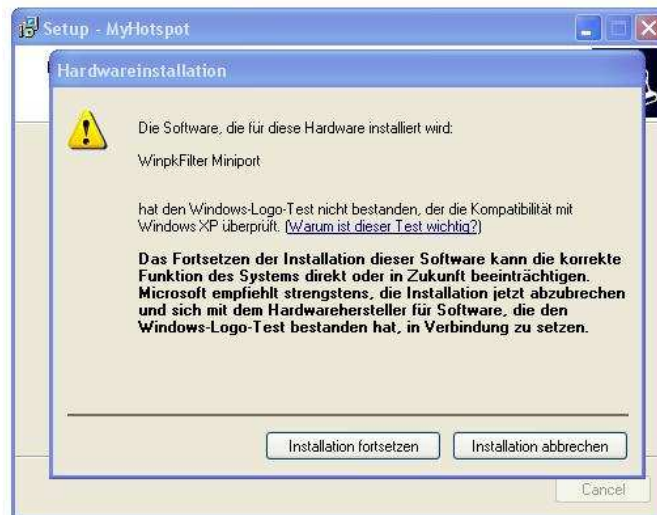 Setup - MyHotspot
Hardwareinstallation
Die Software, die für diese Hardware installiert wird:
WinpkFilter Miniport
hat den Windows-Logo-Test nicht bestanden, der die Kompatibilität mit
Windows XP überprüft. (Warum ist dieser Test wichtig?)
Das Fortsetzen der Installation dieser Software kann die korrekte
Funktion des Systems direkt oder in Zukunft beeinträchtigen.
Microsoft empfiehlt strengstens, die Installation jetzt abzubrechen
und sich mit dem Hardwarehersteller für Software, die den
Windows-Logo-Test bestanden hat, in Verbindung zu setzen.
Installation fortsetzen Installation abbrechen
Cancel